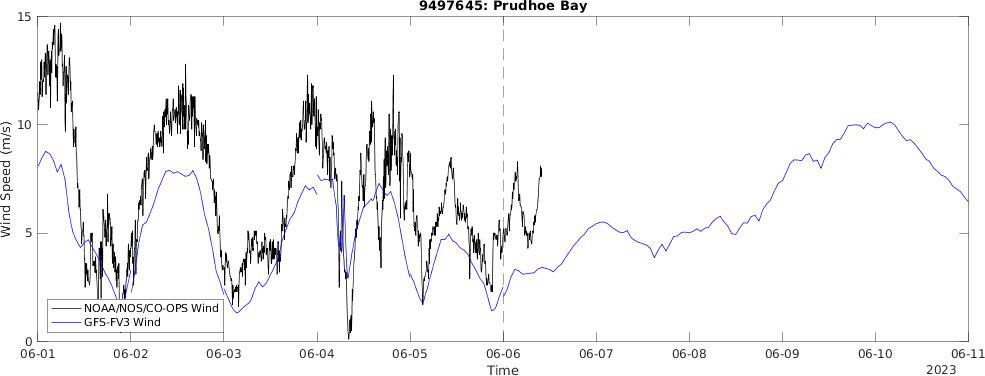 9497645: Prudhoe Bay
15
10
5
0
Wind Speed (m/s)
NOAA/NOS/CO-OPS Wind
GFS-FV3 Wind
06-01 06-02 06-03 06-04 06-05 06-06 06-07 06-08 06-09 06-10 06-11
Time
2023